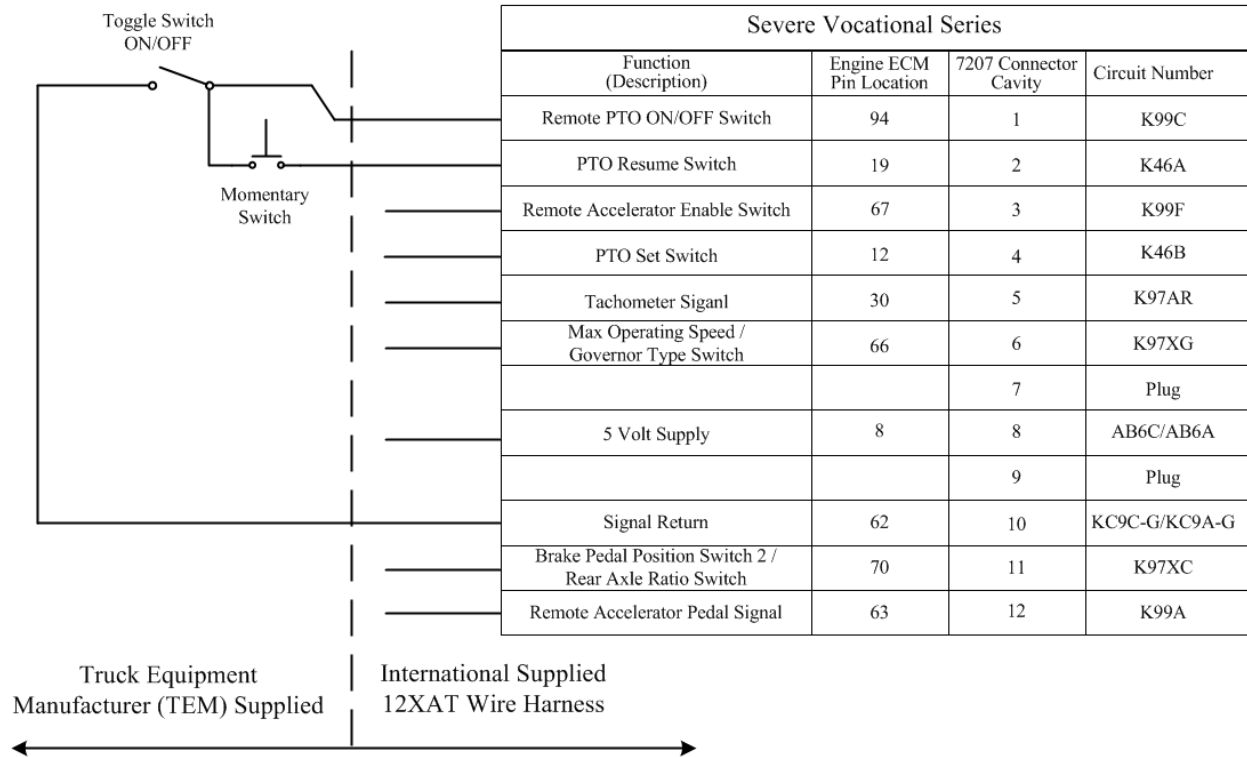 Toggle Switch
ON/OFF
Momentary
Switch
Severe Vocational Series
Function
(Description)
Engine ECM
Pin Location
7207 Connector
Cavity
Circuit Number
Remote PTO ON/OFF Switch 94 1 K99C
PTO Resume Switch 19 2 K46A
Remote Accelerator Enable Switch 67 3 K99F
PTO Set Switch 12 4 K46B
Tachometer Siganl 30 5 K97AR
Max Operating Speed /
Governor Type Switch 66 6 K97XG
7 Plug
5 Volt Supply 8 8 AB6C/AB6A
9 Plug
Signal Return 62 10 KC9C-G/KC9A-G
Brake Pedal Position Switch 2 /
Rear Axle Ratio Switch 70 11 K97XC
Remote Accelerator Pedal Signal 63 12 K99A
Truck Equipment
Manufacturer (TEM) Supplied
International Supplied
12XAT Wire Harness